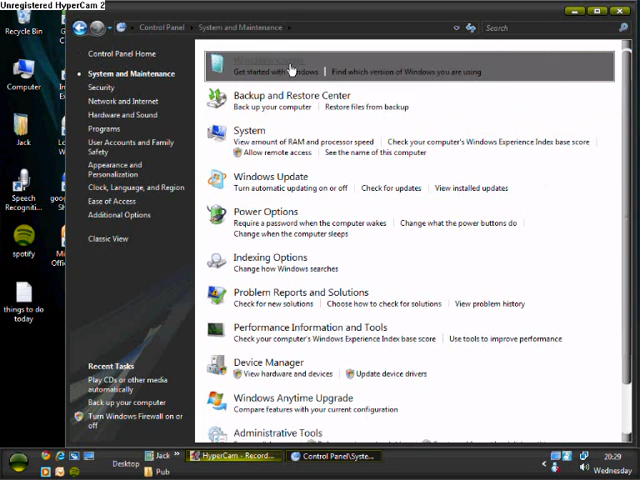 Unregistered HyperCam 2
Control Panel
System and Maintenance
Search
Recycle Bin
Computer
Jack
Speech Recogniti...
spotify
things to do today
Control Panel Home
System and Maintenance
Security
Network and Internet
Hardware and Sound
Programs
User Accounts and Family Safety
Appearance and Personalization
Clock, Language, and Region
Ease of Access
Additional Options
Classic View
Recent Tasks
Play CDs or other media automatically
Back up your computer
Turn Windows Firewall on or off
Get started with Windows
Find which version of Windows you are using
Backup and Restore Center
Back up your computer
Restore files from backup
System
View amount of RAM and processor speed
Check your computer's Windows Experience Index base score
Allow remote access
See the name of this computer
Windows Update
Turn automatic updating on or off
Check for updates
View installed updates
Power Options
Require a password when the computer wakes
Change what the power buttons do
Change when the computer sleeps
Indexing Options
Change how Windows searches
Problem Reports and Solutions
Check for new solutions
Choose how to check for solutions
View problem history
Performance Information and Tools
Check your computer's Windows Experience Index base score
Use tools to improve performance
Device Manager
View hardware and devices
Update device drivers
Windows Anytime Upgrade
Compare features with your current configuration
Administrative Tools
Desktop
Jack
Pub
HyperCam - Record...
Control Panel\Syste...
20:29
Wednesday